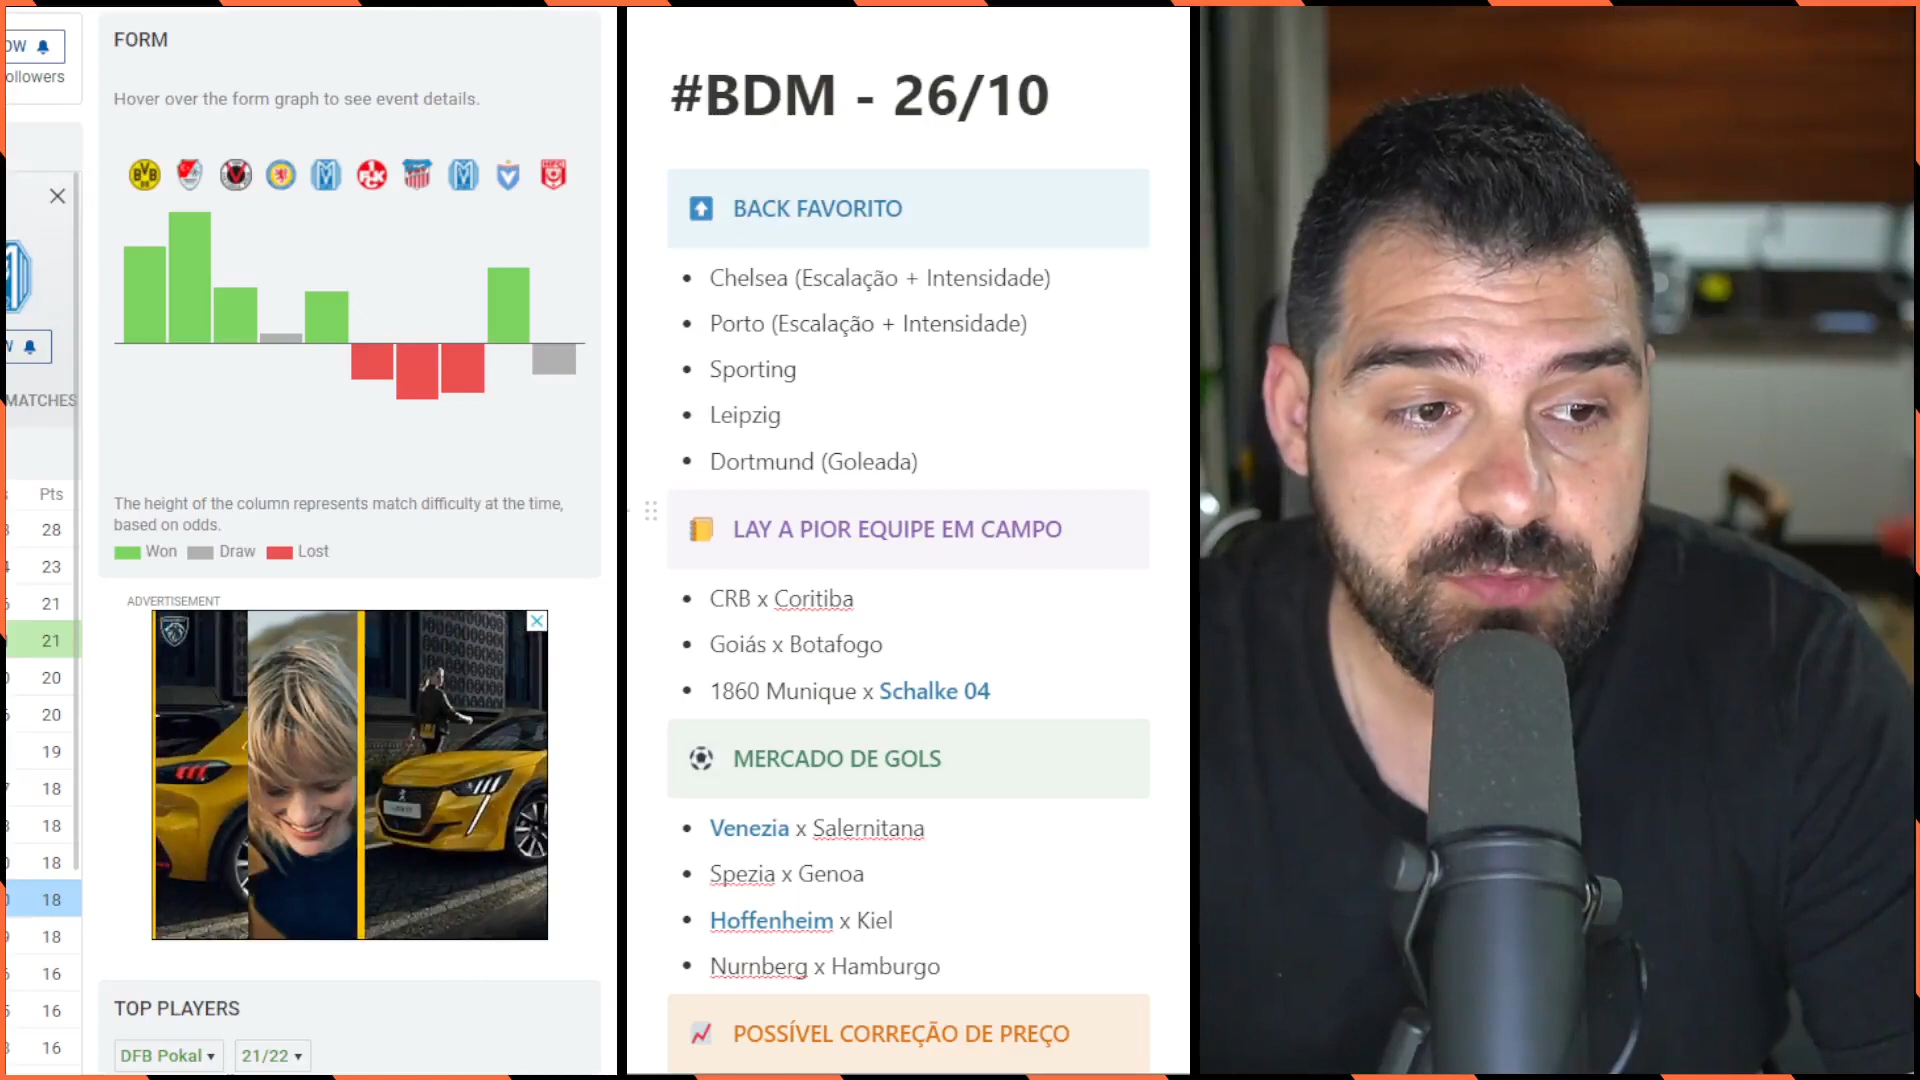 OW
ollowers
MATCHES
Pts
28
23
21
21
20
20
19
18
18
18
18
18
16
16
16
FORM
Hover over the form graph to see event details.
The height of the column represents match difficulty at the time,
based on odds.
Won Draw Lost
ADVERTISEMENT
TOP PLAYERS
DFB Pokal 21/22
#BDM - 26/10
BACK FAVORITO
• Chelsea (Escalação + Intensidade)
• Porto (Escalação + Intensidade)
• Sporting
• Leipzig
• Dortmund (Goleada)
LAY A PIOR EQUIPE EM CAMPO
• CRB x Coritiba
• Goiás x Botafogo
• 1860 Munique x Schalke 04
MERCADO DE GOLS
• Venezia x Salernitana
• Spezia x Genoa
• Hoffenheim x Kiel
• Nurnberg x Hamburgo
POSSÍVEL CORREÇÃO DE PREÇO